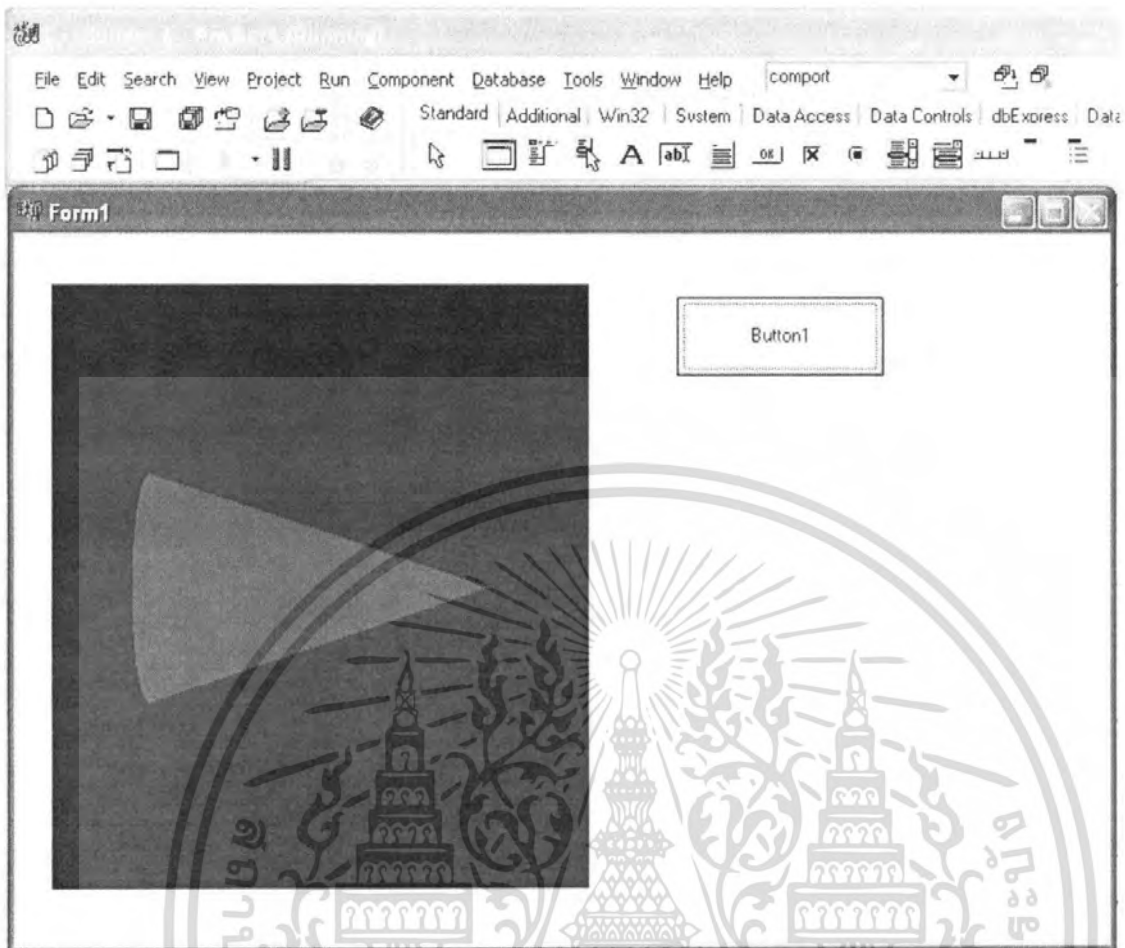 File Edit Search View Project Run Component Database Tools Window Help comport
Standard Additional Win32 System Data Access Data Controls dbExpress Data
Form1
Button1